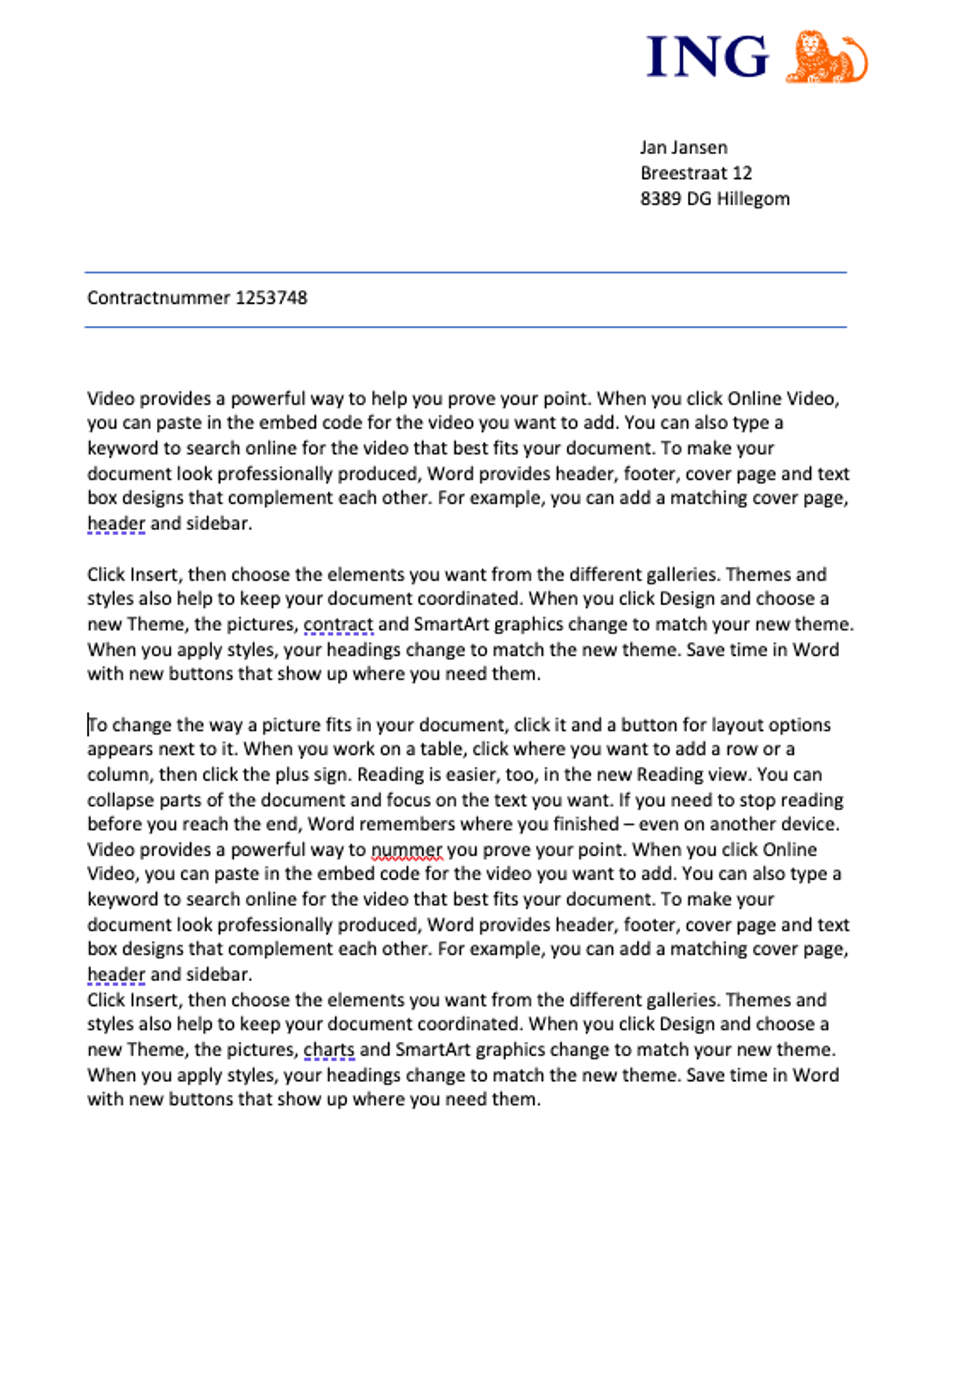 ING
Jan Jansen
Breestraat 12
8389 DG Hillegom
Contractnummer 1253748
Video provides a powerful way to help you prove your point. When you click Online Video,
you can paste in the embed code for the video you want to add. You can also type a
keyword to search online for the video that best fits your document. To make your
document look professionally produced, Word provides header, footer, cover page and text
box designs that complement each other. For example, you can add a matching cover page,
header and sidebar.
Click Insert, then choose the elements you want from the different galleries. Themes and
styles also help to keep your document coordinated. When you click Design and choose a
new Theme, the pictures, contract and SmartArt graphics change to match your new theme.
When you apply styles, your headings change to match the new theme. Save time in Word
with new buttons that show up where you need them.
To change the way a picture fits in your document, click it and a button for layout options
appears next to it. When you work on a table, click where you want to add a row or a
column, then click the plus sign. Reading is easier, too, in the new Reading view. You can
collapse parts of the document and focus on the text you want. If you need to stop reading
before you reach the end, Word remembers where you finished – even on another device.
Video provides a powerful way to nummer you prove your point. When you click Online
Video, you can paste in the embed code for the video you want to add. You can also type a
keyword to search online for the video that best fits your document. To make your
document look professionally produced, Word provides header, footer, cover page and text
box designs that complement each other. For example, you can add a matching cover page,
header and sidebar.
Click Insert, then choose the elements you want from the different galleries. Themes and
styles also help to keep your document coordinated. When you click Design and choose a
new Theme, the pictures, charts and SmartArt graphics change to match your new theme.
When you apply styles, your headings change to match the new theme. Save time in Word
with new buttons that show up where you need them.